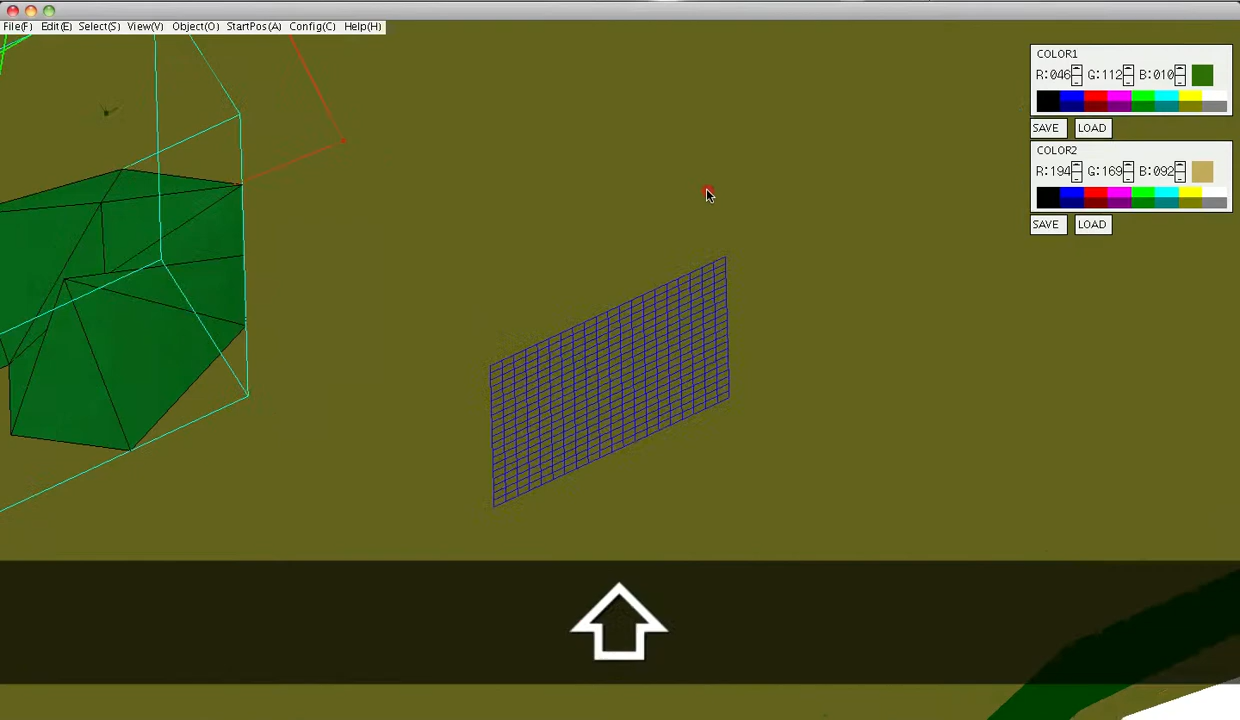 File(F) Edit(E) Select(S) View(V) Object(O) StartPos(A) Config(C) Help(H)
COLOR1
R:046 G:112 B:010
SAVE LOAD
COLOR2
R:194 G:169 B:092
SAVE LOAD